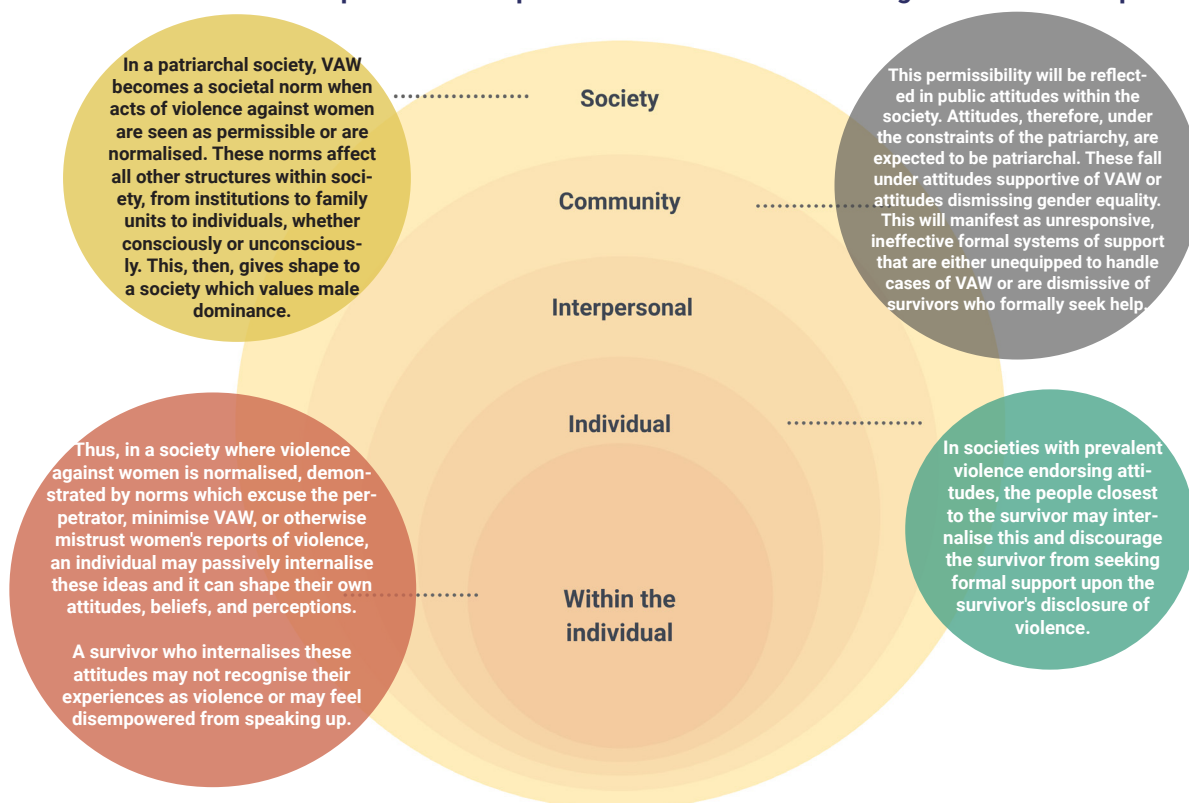 In a patriarchal society, VAW
becomes a societal norm when
acts of violence against women
are seen as permissible or are
normalised. These norms affect
all other structures within soci-
ety, from institutions to family
units to individuals, whether
consciously or unconscious-
ly. This, then, gives shape to
a society which values male
dominance.
Society
This permissibility will be reflect-
ed in public attitudes within the
society. Attitudes, therefore, under
the constraints of the patriarchy, are
expected to be patriarchal. These fall
under attitudes supportive of VAW or
attitudes dismissing gender equality.
This will manifest as unresponsive,
ineffective formal systems of support
that are either unequipped to handle
cases of VAW or are dismissive of
survivors who formally seek help.
Community
Interpersonal
Individual
In societies with prevalent
violence endorsing atti-
tudes, the people closest
to the survivor may inter-
nalise this and discourage
the survivor from seeking
formal support upon the
survivor's disclosure of
violence.
Thus, in a society where violence
against women is normalised, demon-
strated by norms which excuse the per-
petrator, minimise VAW, or otherwise
mistrust women's reports of violence,
an individual may passively internalise
these ideas and it can shape their own
attitudes, beliefs, and perceptions.
A survivor who internalises these
attitudes may not recognise their
experiences as violence or may feel
disempowered from speaking up.
Within the
individual